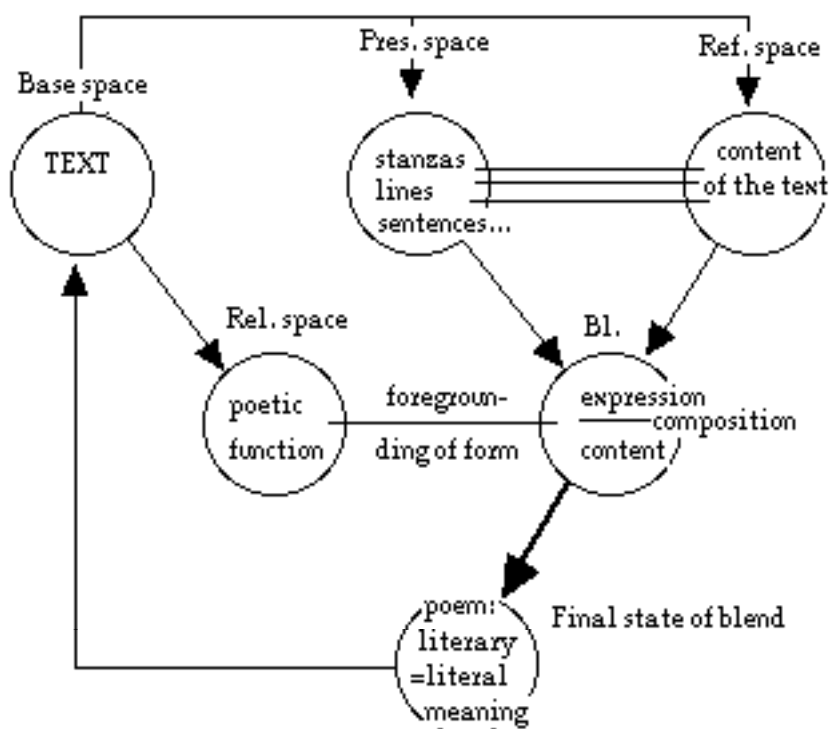 Pres. space
Ref. space
Base space
TEXT
stanzas
lines
sentences...
content
of the text
Rel. space
Bl.
poetic
function
foregroun-
ding of form
expression
composition
content
poem:
literary
=literal
meaning
Final state of blend